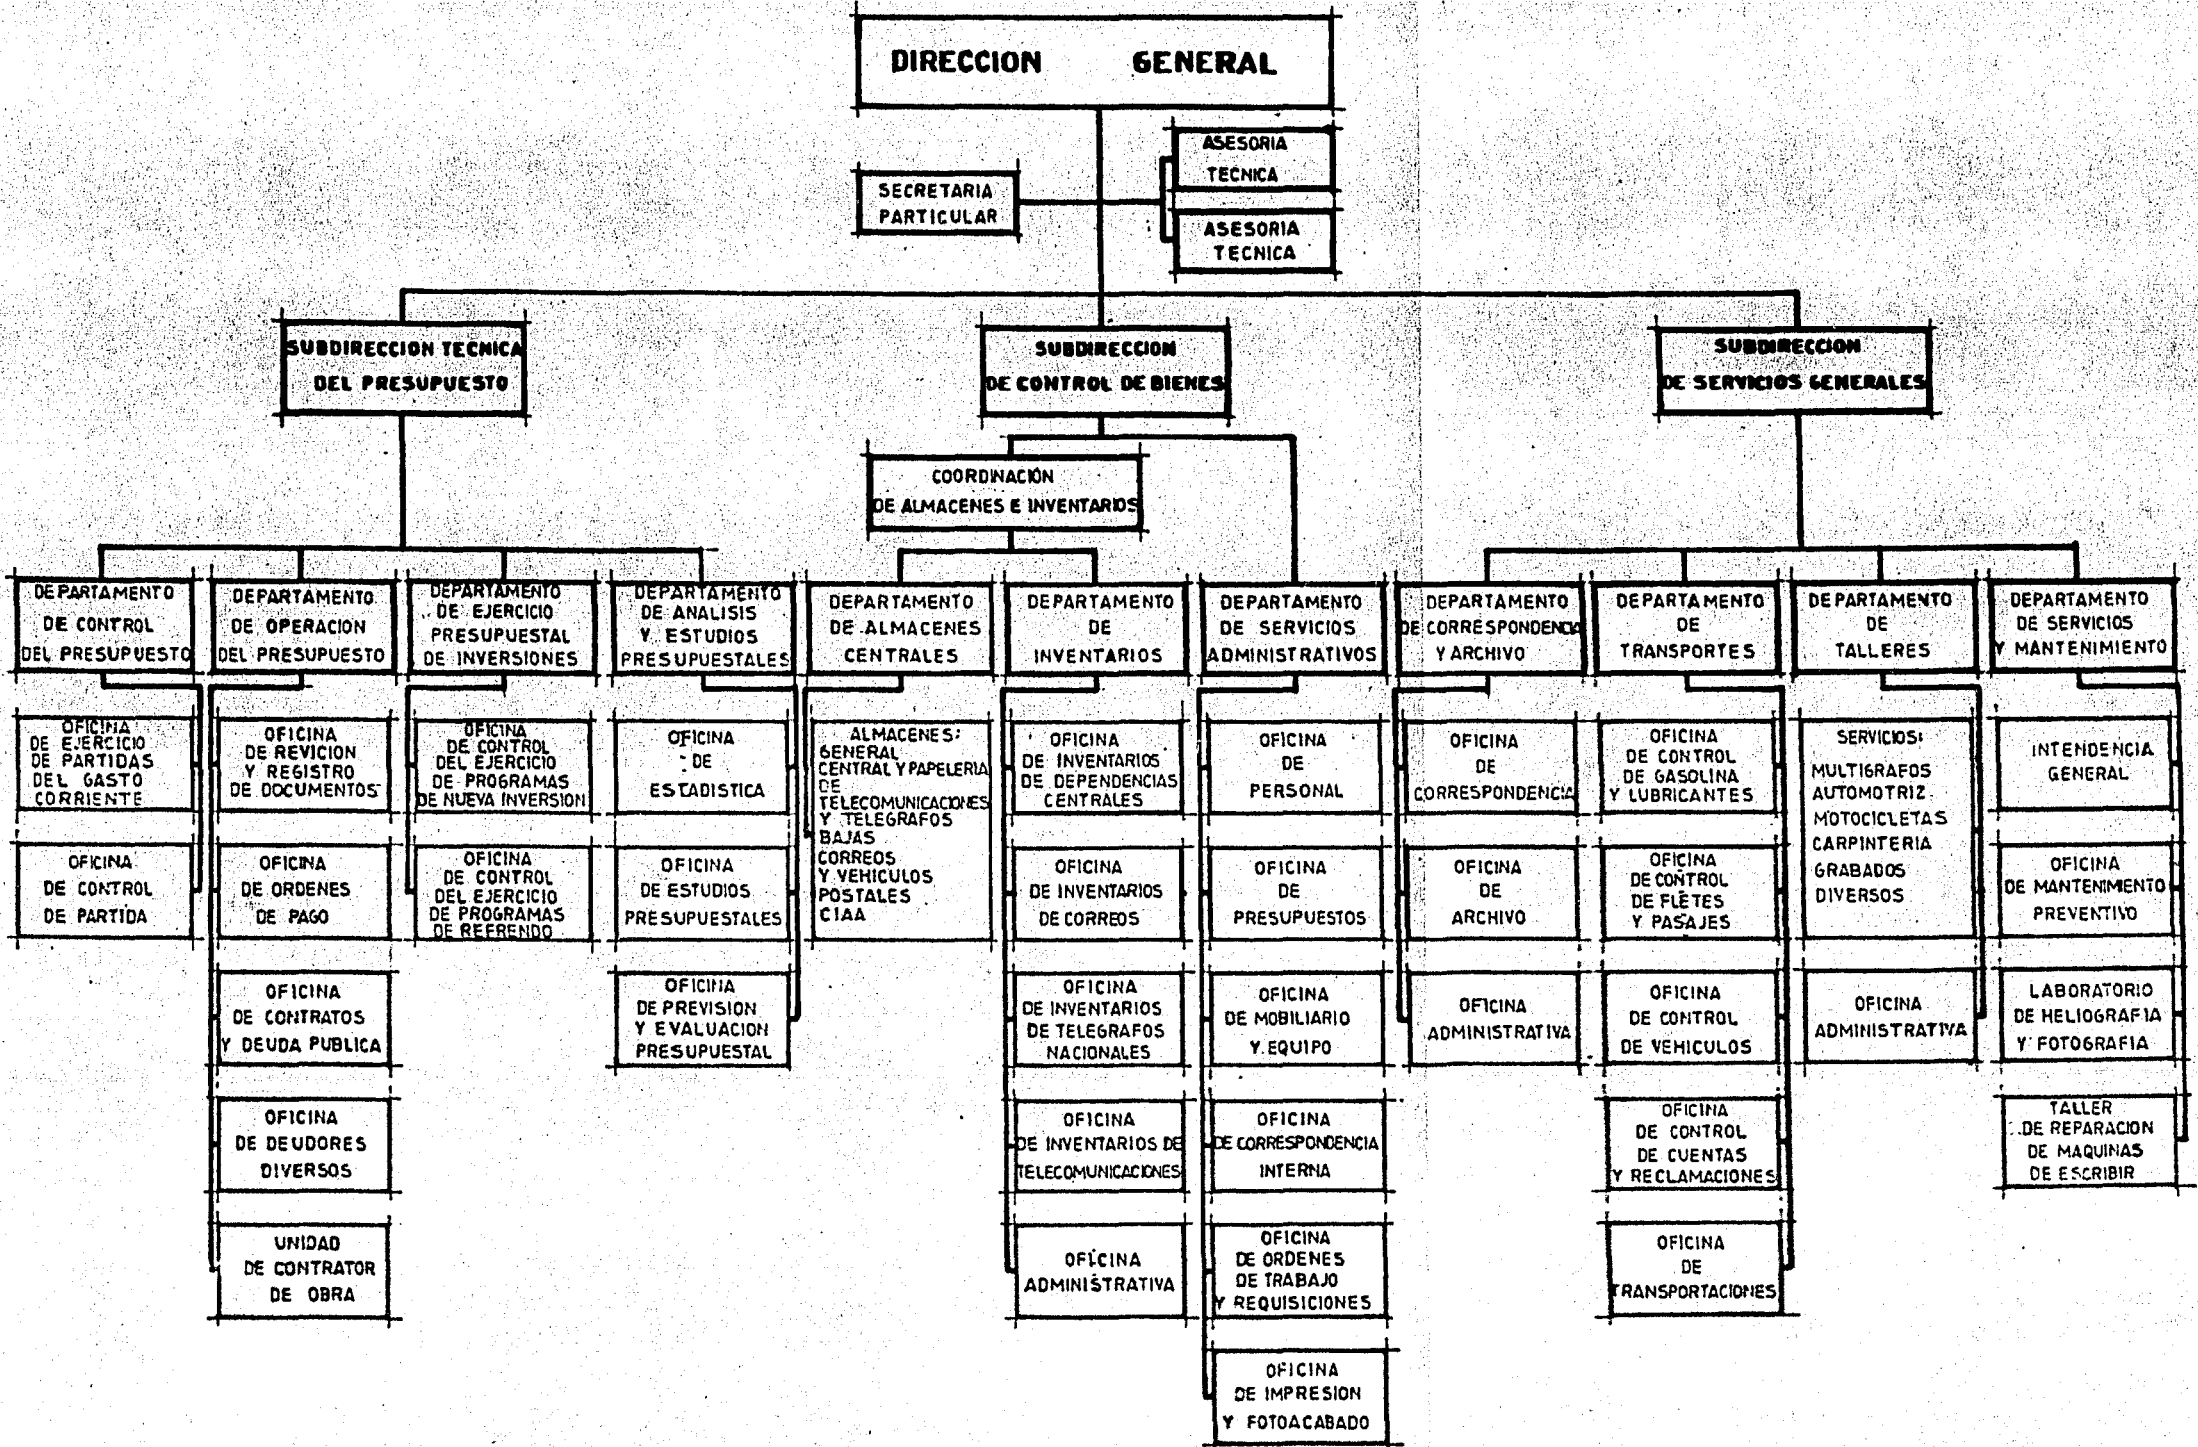 DIRECCION GENERAL
SECRETARIA
PARTICULAR
ASESORIA
TECNICA
ASESORIA
TECNICA
SUBDIRECCION TECNICA
DEL PRESUPUESTO
SUBDIRECCION
DE CONTROL DE BIENES
SUBDIRECCION
DE SERVICIOS GENERALES
COORDINACIÓN
DE ALMACENES E INVENTARIOS
DEPARTAMENTO
DE CONTROL
DEL PRESUPUESTO
DEPARTAMENTO
DE OPERACION
DEL PRESUPUESTO
DEPARTAMENTO
DE EJERCICIO
PRESUPUESTAL
DE INVERSIONES
DEPARTAMENTO
DE ANALISIS
Y ESTUDIOS
PRESUPUESTALES
DEPARTAMENTO
DE ALMACENES
CENTRALES
DEPARTAMENTO
DE
INVENTARIOS
DEPARTAMENTO
DE SERVICIOS
ADMINISTRATIVOS
DEPARTAMENTO
DE CORRESPONDENCIA
Y ARCHIVO
DEPARTAMENTO
DE
TRANSPORTES
DEPARTAMENTO
DE
TALLERES
DEPARTAMENTO
DE SERVICIOS
Y MANTENIMIENTO
OFICINA
DE EJERCICIO
DE PARTIDAS
DEL GASTO
CORRIENTE
OFICINA
DE CONTROL
DE PARTIDA
OFICINA
DE REVICION
Y REGISTRO
DE DOCUMENTOS
OFICINA
DE ORDENES
DE PAGO
OFICINA
DE CONTRATOS
Y DEUDA PUBLICA
OFICINA
DE DEUDORES
DIVERSOS
UNIDAD
DE CONTRATOR
DE OBRA
OFICINA
DE CONTROL
DEL EJERCICIO
DE PROGRAMAS
DE NUEVA INVERSION
OFICINA
DE CONTROL
DEL EJERCICIO
DE PROGRAMAS
DE REFRENDO
OFICINA
DE
ESTADISTICA
OFICINA
DE ESTUDIOS
PRESUPUESTALES
OFICINA
DE PREVISION
Y EVALUACION
PRESUPUESTAL
ALMACENES:
GENERAL
CENTRAL Y PAPELERIA
DE
TELECOMUNICACIONES
Y TELEGRAFOS
BAJAS
CORREOS
Y VEHICULOS
POSTALES
CIAA
OFICINA
DE INVENTARIOS
DE DEPENDENCIAS
CENTRALES
OFICINA
DE INVENTARIOS
DE CORREOS
OFICINA
DE INVENTARIOS
DE TELEGRAFOS
NACIONALES
OFICINA
DE INVENTARIOS DE
TELECOMUNICACIONES
OFICINA
ADMINISTRATIVA
OFICINA
DE
PERSONAL
OFICINA
DE
PRESUPUESTOS
OFICINA
DE MOBILIARIO
Y EQUIPO
OFICINA
DE CORRESPONDENCIA
INTERNA
OFICINA
DE ORDENES
DE TRABAJO
Y REQUISICIONES
OFICINA
DE IMPRESION
Y FOTOACABADO
OFICINA
DE
CORRESPONDENCIA
OFICINA
DE
ARCHIVO
OFICINA
ADMINISTRATIVA
OFICINA
DE CONTROL
DE GASOLINA
Y LUBRICANTES
OFICINA
DE CONTROL
DE FLETES
Y PASAJES
OFICINA
DE CONTROL
DE VEHICULOS
OFICINA
DE CONTROL
DE CUENTAS
Y RECLAMACIONES
OFICINA
DE
TRANSPORTACIONES
SERVICIOS:
MULTIGRAFOS
AUTOMOTRIZ
MOTOCICLETAS
CARPINTERIA
GRABADOS
DIVERSOS
OFICINA
ADMINISTRATIVA
INTENDENCIA
GENERAL
OFICINA
DE MANTENIMIENTO
PREVENTIVO
LABORATORIO
DE HELIOGRAFIA
Y FOTOGRAFIA
TALLER
DE REPARACION
DE MAQUINAS
DE ESCRIBIR